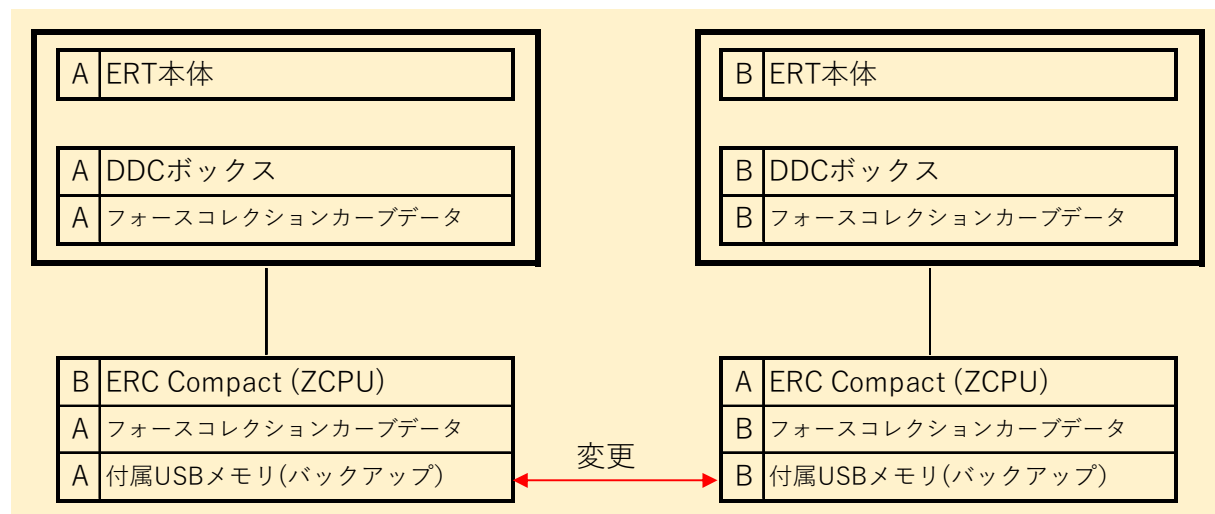 A ERT本体
A DDCボックス
A フォースコレクションカーブデータ
B ERT本体
B DDCボックス
B フォースコレクションカーブデータ
B ERC Compact (ZCPU)
A フォースコレクションカーブデータ
A 付属USBメモリ(バックアップ)
変更
A ERC Compact (ZCPU)
B フォースコレクションカーブデータ
B 付属USBメモリ(バックアップ)